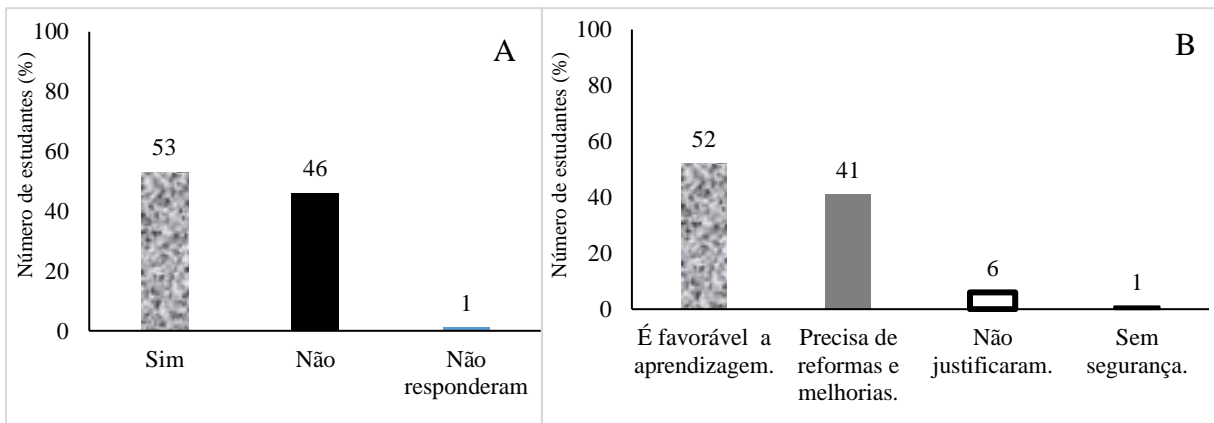 A
Número de estudantes (%)
100
80
60
40
20
0
53
46
1
Sim
Não
Não
responderam
B
Número de estudantes (%)
100
80
60
40
20
0
52
41
6
1
É favorável a
aprendizagem.
Precisa de
reformas e
melhorias.
Não
justificaram.
Sem
segurança.